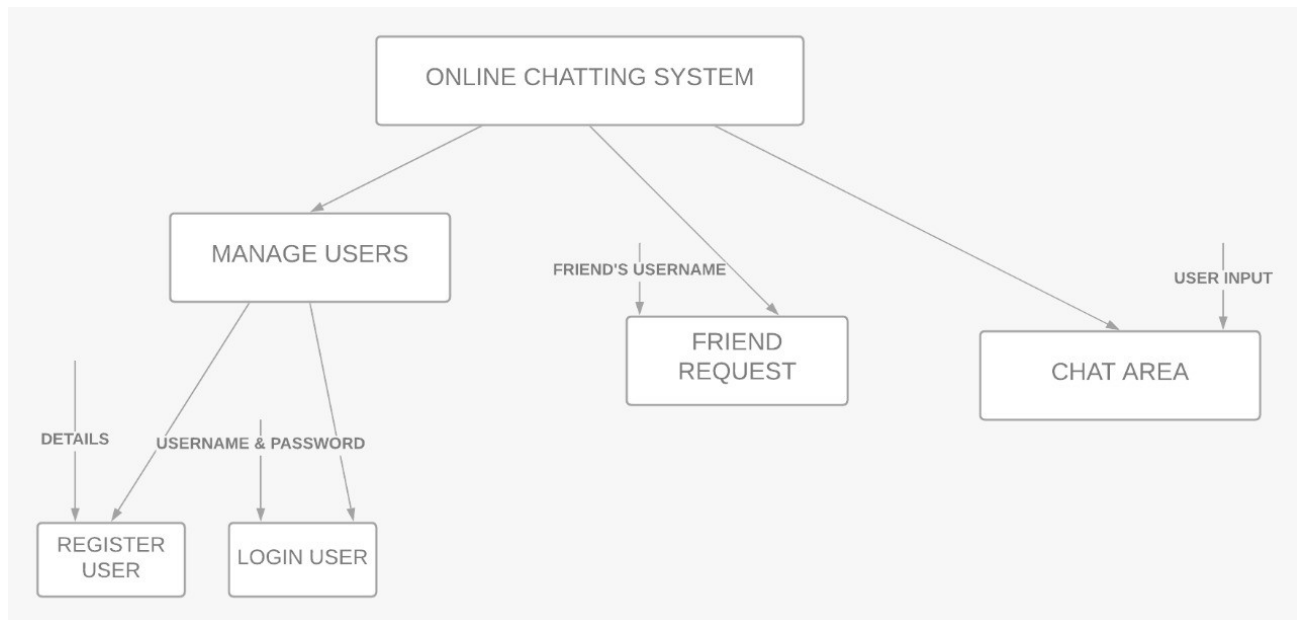 ONLINE CHATTING SYSTEM
MANAGE USERS
FRIEND'S USERNAME
USER INPUT
FRIEND
REQUEST
CHAT AREA
DETAILS
USERNAME & PASSWORD
REGISTER
USER
LOGIN USER